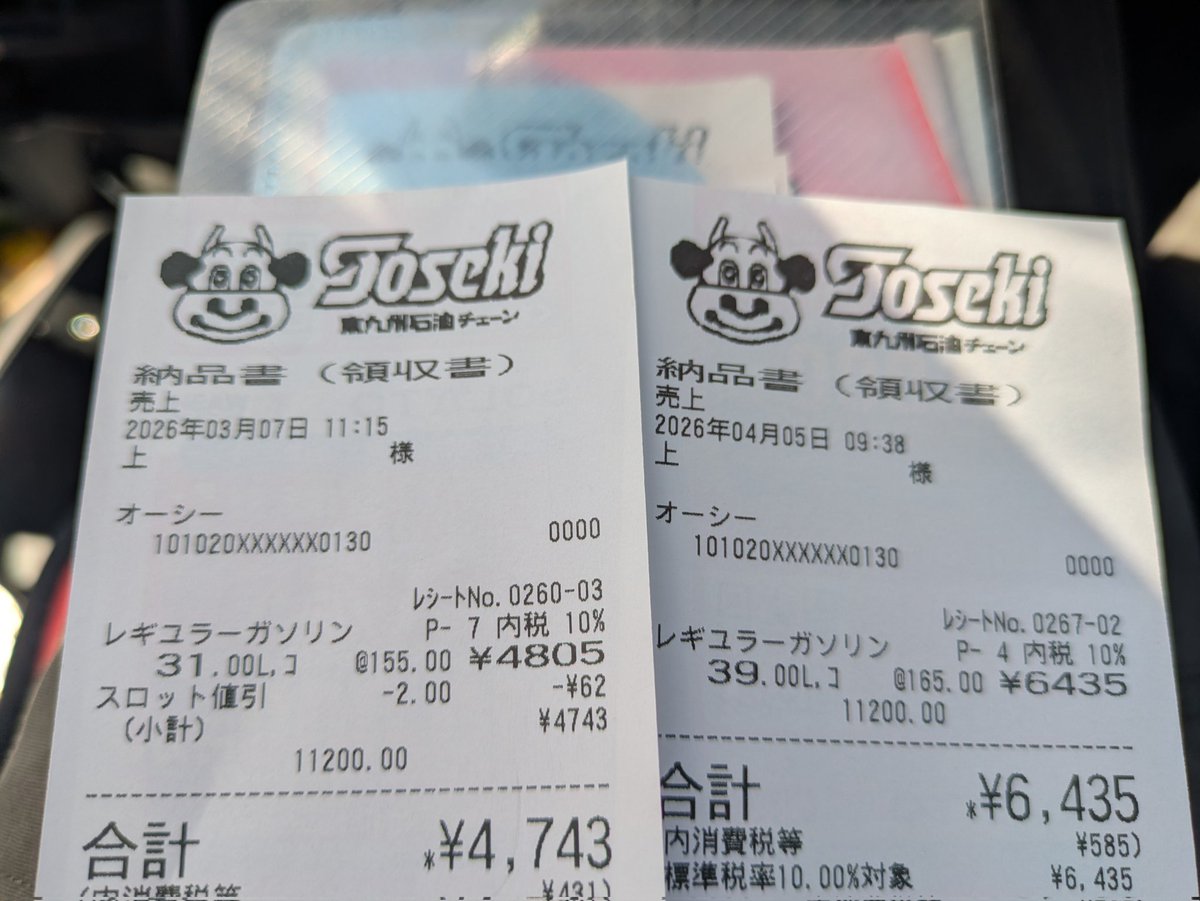 Toseki
東九州石油チェーン
納品書（領収書）
売上
2026年03月07日 11:15
上 様
オーシー
101020XXXXXX0130 0000
ﾚｼｰﾄNo.0260-03
レギュラーガソリン P- 7 内税 10%
31.00L,ｺ @155.00 ¥4805
スロット値引 -2.00 -¥62
(小計) ¥4743
11200.00
合計 *¥4,743
(内消費税等 ¥431)
Toseki
東九州石油チェーン
納品書（領収書）
売上
2026年04月05日 09:38
上 様
オーシー
101020XXXXXX0130 0000
ﾚｼｰﾄNo.0267-02
レギュラーガソリン P- 4 内税 10%
39.00L,ｺ @165.00 ¥6435
11200.00
合計 *¥6,435
内消費税等 ¥585)
標準税率10.00%対象 ¥6,435